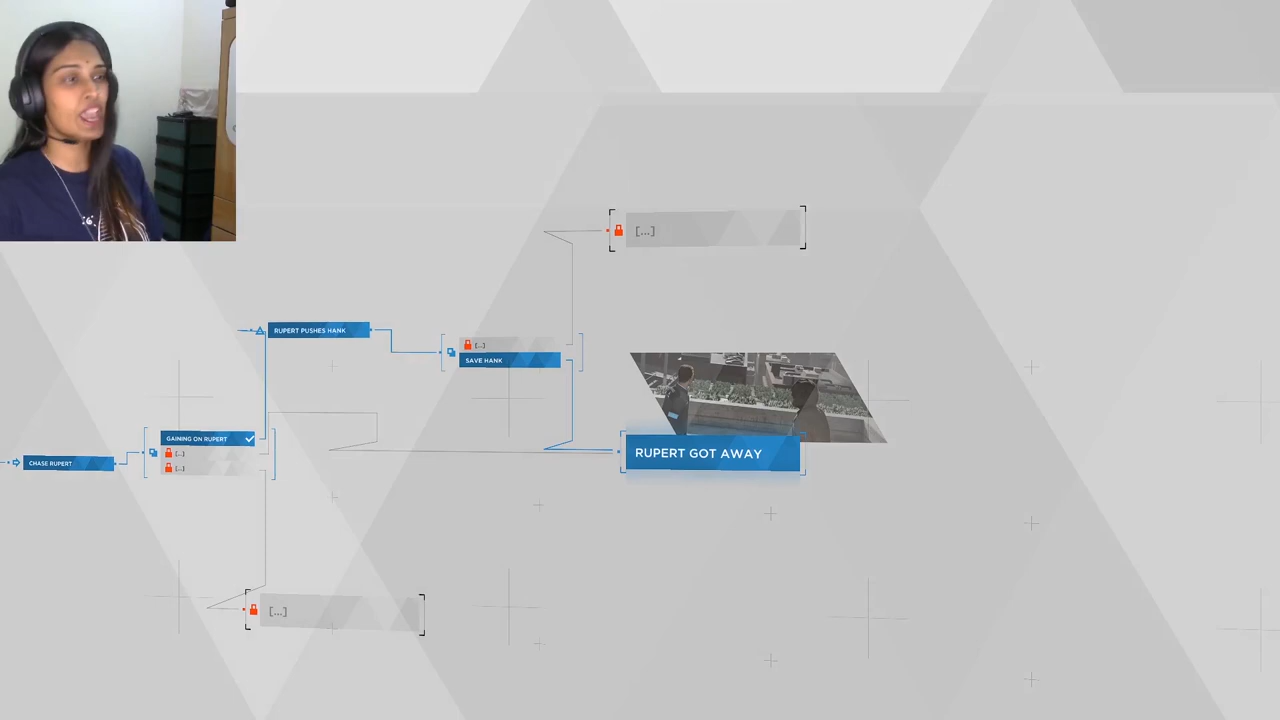 [...]
RUPERT PUSHES HANK
[...]
SAVE HANK
GAINING ON RUPERT
[...]
[...]
CHASE RUPERT
RUPERT GOT AWAY
[...]